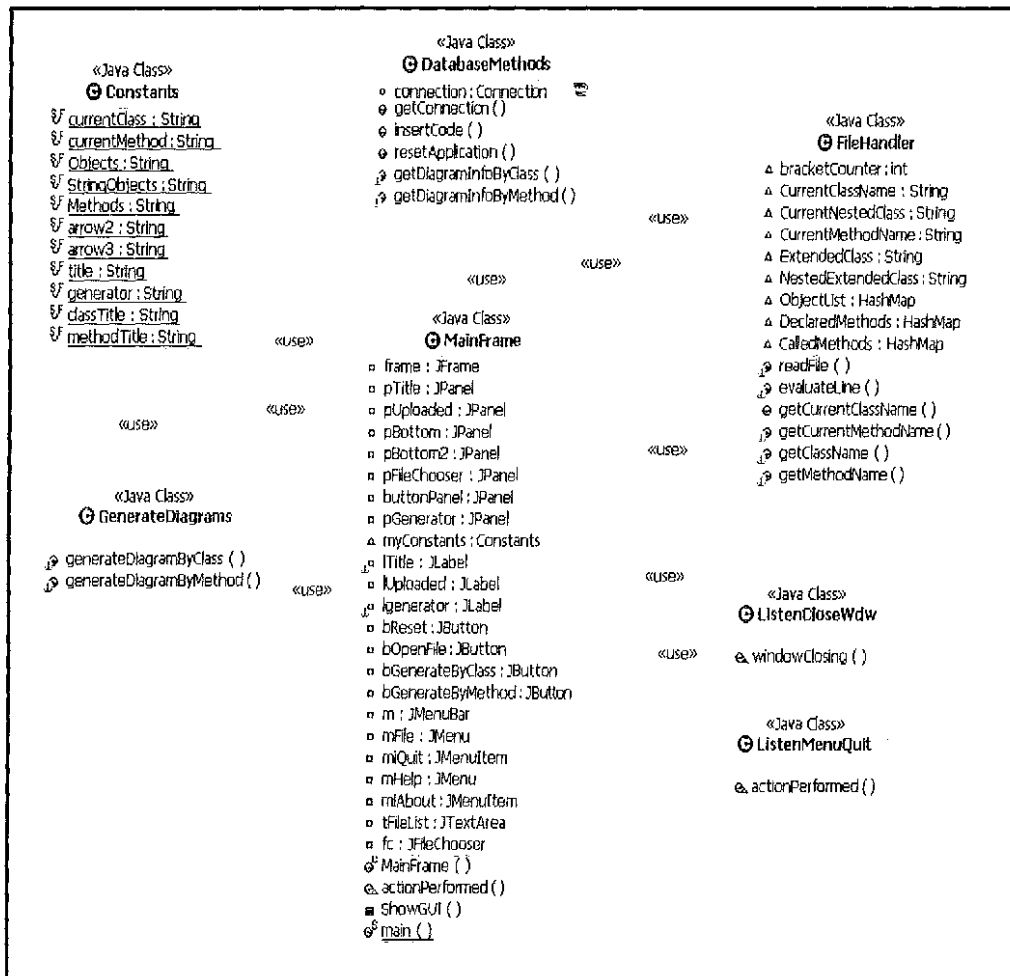 «Java Class»
Constants
currentClass : String
currentMethod : String
Objects : String
StringObjects : String
Methods : String
arrow2 : String
arrow3 : String
title : String
generator : String
classTitle : String
methodTitle : String
«Java Class»
DatabaseMethods
connection : Connection
getConnection ( )
insertCode ( )
resetApplication ( )
getDiagramInfoByClass ( )
getDiagramInfoByMethod ( )
«Java Class»
FileHandler
bracketCounter : int
CurrentClassName : String
CurrentNestedClass : String
CurrentMethodName : String
ExtendedClass : String
NestedExtendedClass : String
ObjectList : HashMap
DeclaredMethods : HashMap
CalledMethods : HashMap
readFile ( )
evaluateLine ( )
getCurrentClassName ( )
getCurrentMethodName ( )
getClassName ( )
getMethodName ( )
«use»
«use»
«use»
«use»
«use»
«use»
«use»
«use»
«use»
«use»
«Java Class»
MainFrame
frame : JFrame
pTitle : JPanel
pUploaded : JPanel
pBottom : JPanel
pBottom2 : JPanel
pFileChooser : JPanel
buttonPanel : JPanel
pGenerator : JPanel
myConstants : Constants
lTitle : JLabel
lUploaded : JLabel
lgenerator : JLabel
bReset : JButton
bOpenFile : JButton
bGenerateByClass : JButton
bGenerateByMethod : JButton
m : JMenuBar
mFile : JMenu
miQuit : JMenuItem
mHelp : JMenu
miAbout : JMenuItem
tFileList : JTextArea
fc : JFileChooser
MainFrame ( )
actionPerformed ( )
ShowGUI ( )
main ( )
«Java Class»
GenerateDiagrams
generateDiagramByClass ( )
generateDiagramByMethod ( )
«Java Class»
ListenCloseWdw
windowClosing ( )
«Java Class»
ListenMenuQuit
actionPerformed ( )